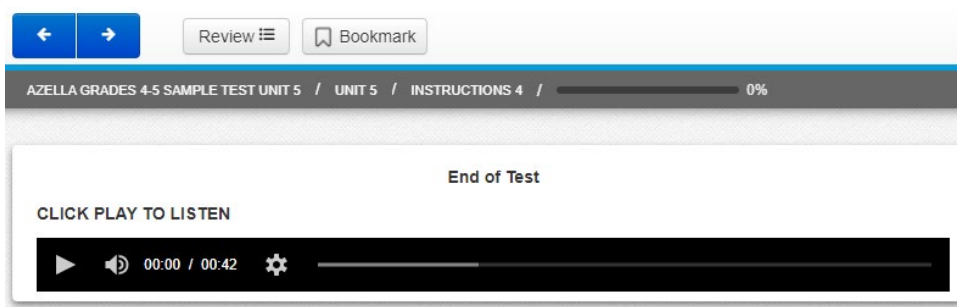 Review Bookmark
AZELLA GRADES 4-5 SAMPLE TEST UNIT 5 / UNIT 5 / INSTRUCTIONS 4 / 0%
End of Test
CLICK PLAY TO LISTEN
00:00 / 00:42